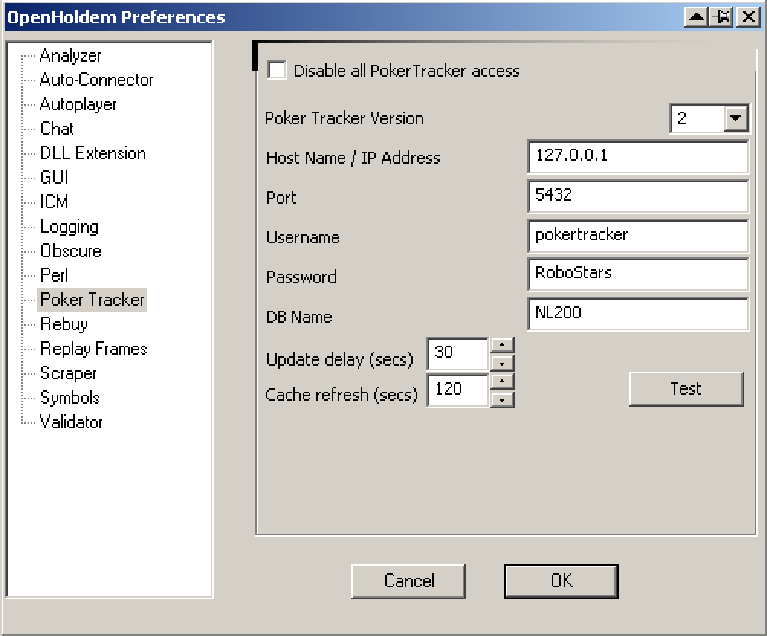 OpenHoldem Preferences
Analyzer
Auto-Connector
Autoplayer
Chat
DLL Extension
GUI
ICM
Logging
Obscure
Perl
Poker Tracker
Rebuy
Replay Frames
Scraper
Symbols
Validator
Disable all PokerTracker access
Poker Tracker Version 2
Host Name / IP Address 127.0.0.1
Port 5432
Username pokertracker
Password RoboStars
DB Name NL200
Update delay (secs) 30
Cache refresh (secs) 120
Test
Cancel OK